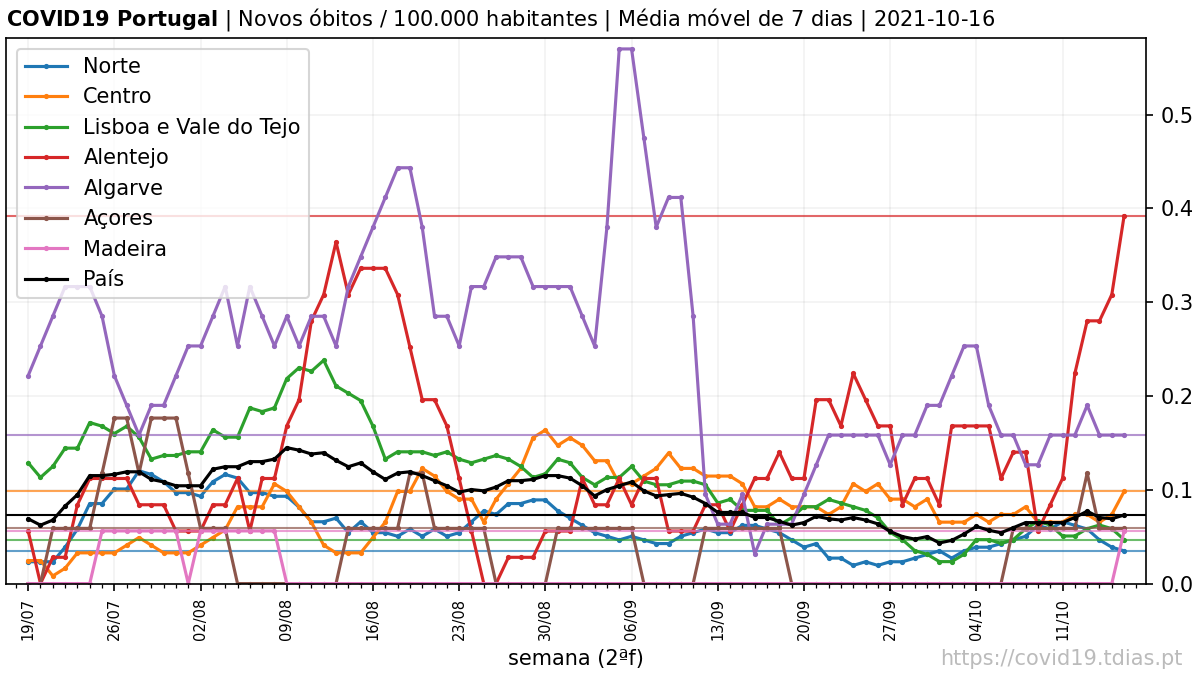 COVID19 Portugal | Novos óbitos / 100.000 habitantes | Média móvel de 7 dias | 2021-10-16
Norte
Centro
Lisboa e Vale do Tejo
Alentejo
Algarve
Açores
Madeira
País
0.5
0.4
0.3
0.2
0.1
0.0
19/07 26/07 02/08 09/08 16/08 23/08 30/08 06/09 13/09 20/09 27/09 04/10 11/10
semana (2ªf)
https://covid19.tdias.pt